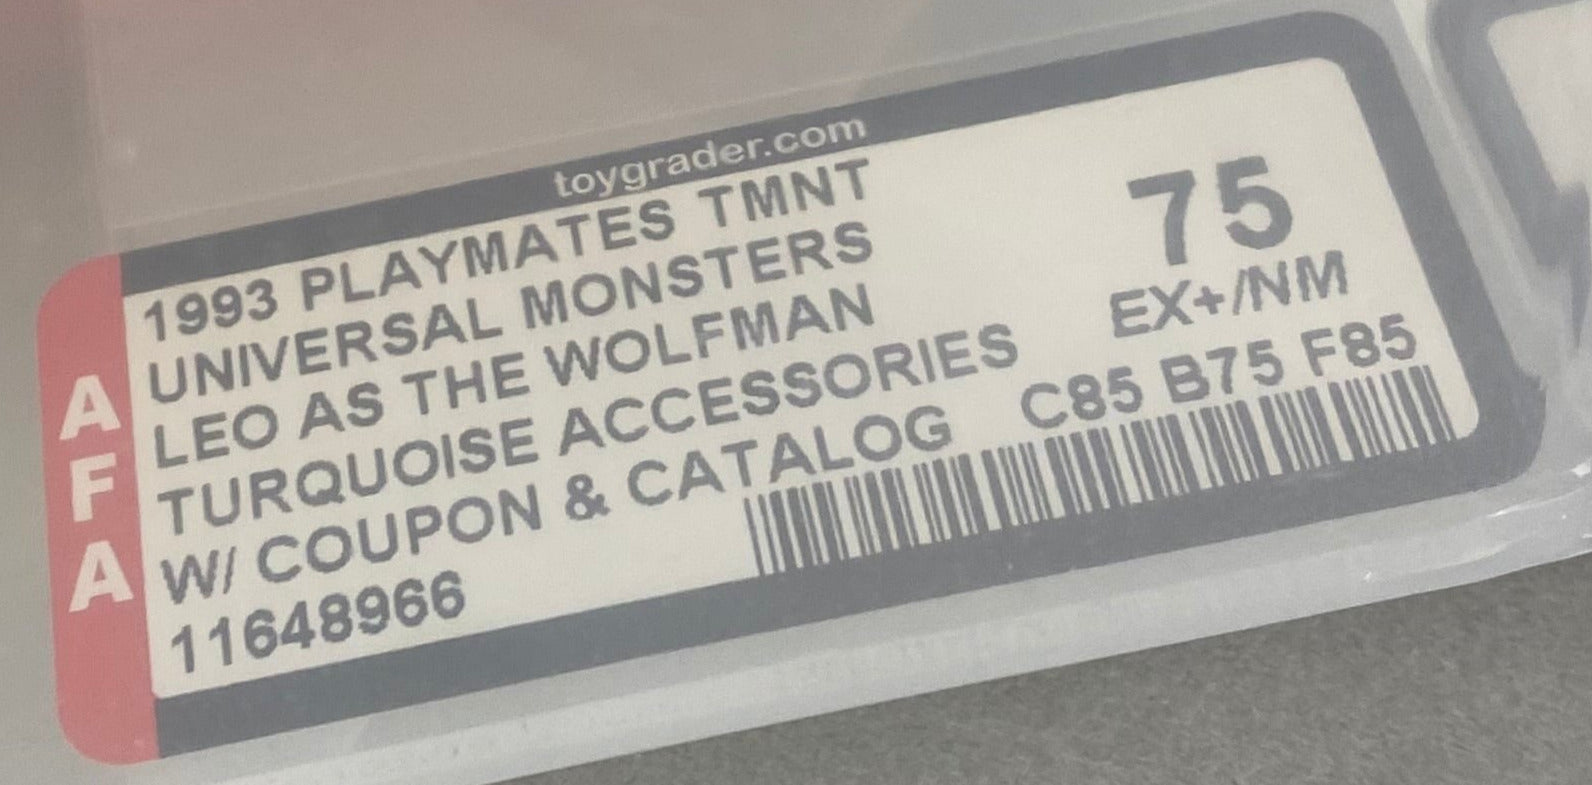 toygrader.com
AFA
1993 PLAYMATES TMNT
UNIVERSAL MONSTERS
LEO AS THE WOLFMAN
TURQUOISE ACCESSORIES
W/ COUPON & CATALOG
11648966
75
EX+/NM
C85 B75 F85